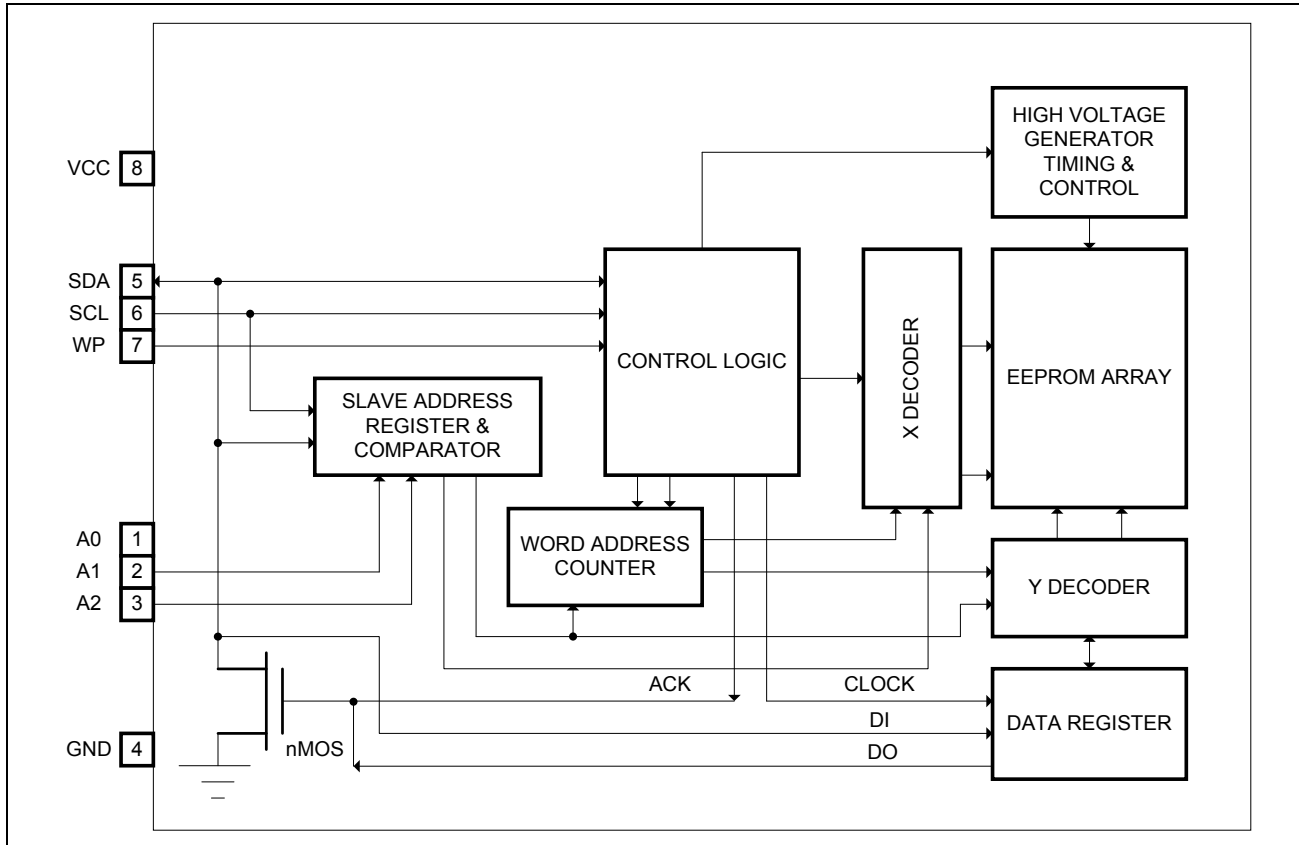 HIGH VOLTAGE
GENERATOR
TIMING &
CONTROL
VCC 8
SDA 5
SCL 6
WP 7
CONTROL LOGIC
X DECODER
EEPROM ARRAY
SLAVE ADDRESS
REGISTER &
COMPARATOR
A0 1
A1 2
A2 3
WORD ADDRESS
COUNTER
Y DECODER
ACK
CLOCK
DI
DATA REGISTER
GND 4
nMOS
DO